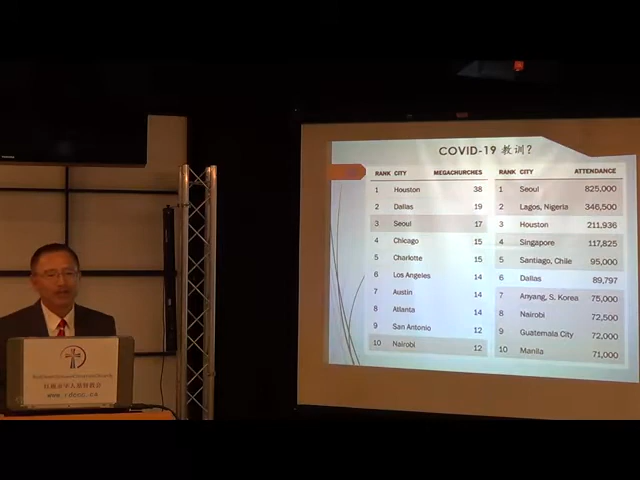 COVID-19 教训?
RANK CITY MEGACHURCHES
1 Houston 38
2 Dallas 19
3 Seoul 17
4 Chicago 15
5 Charlotte 15
6 Los Angeles 14
7 Austin 14
8 Atlanta 14
9 San Antonio 12
10 Nairobi 12
RANK CITY ATTENDANCE
1 Seoul 825,000
2 Lagos, Nigeria 346,500
3 Houston 211,936
4 Singapore 117,825
5 Santiago, Chile 95,000
6 Dallas 89,797
7 Anyang, S. Korea 75,000
8 Nairobi 72,500
9 Guatemala City 72,000
10 Manila 71,000
www.rdccc.ca